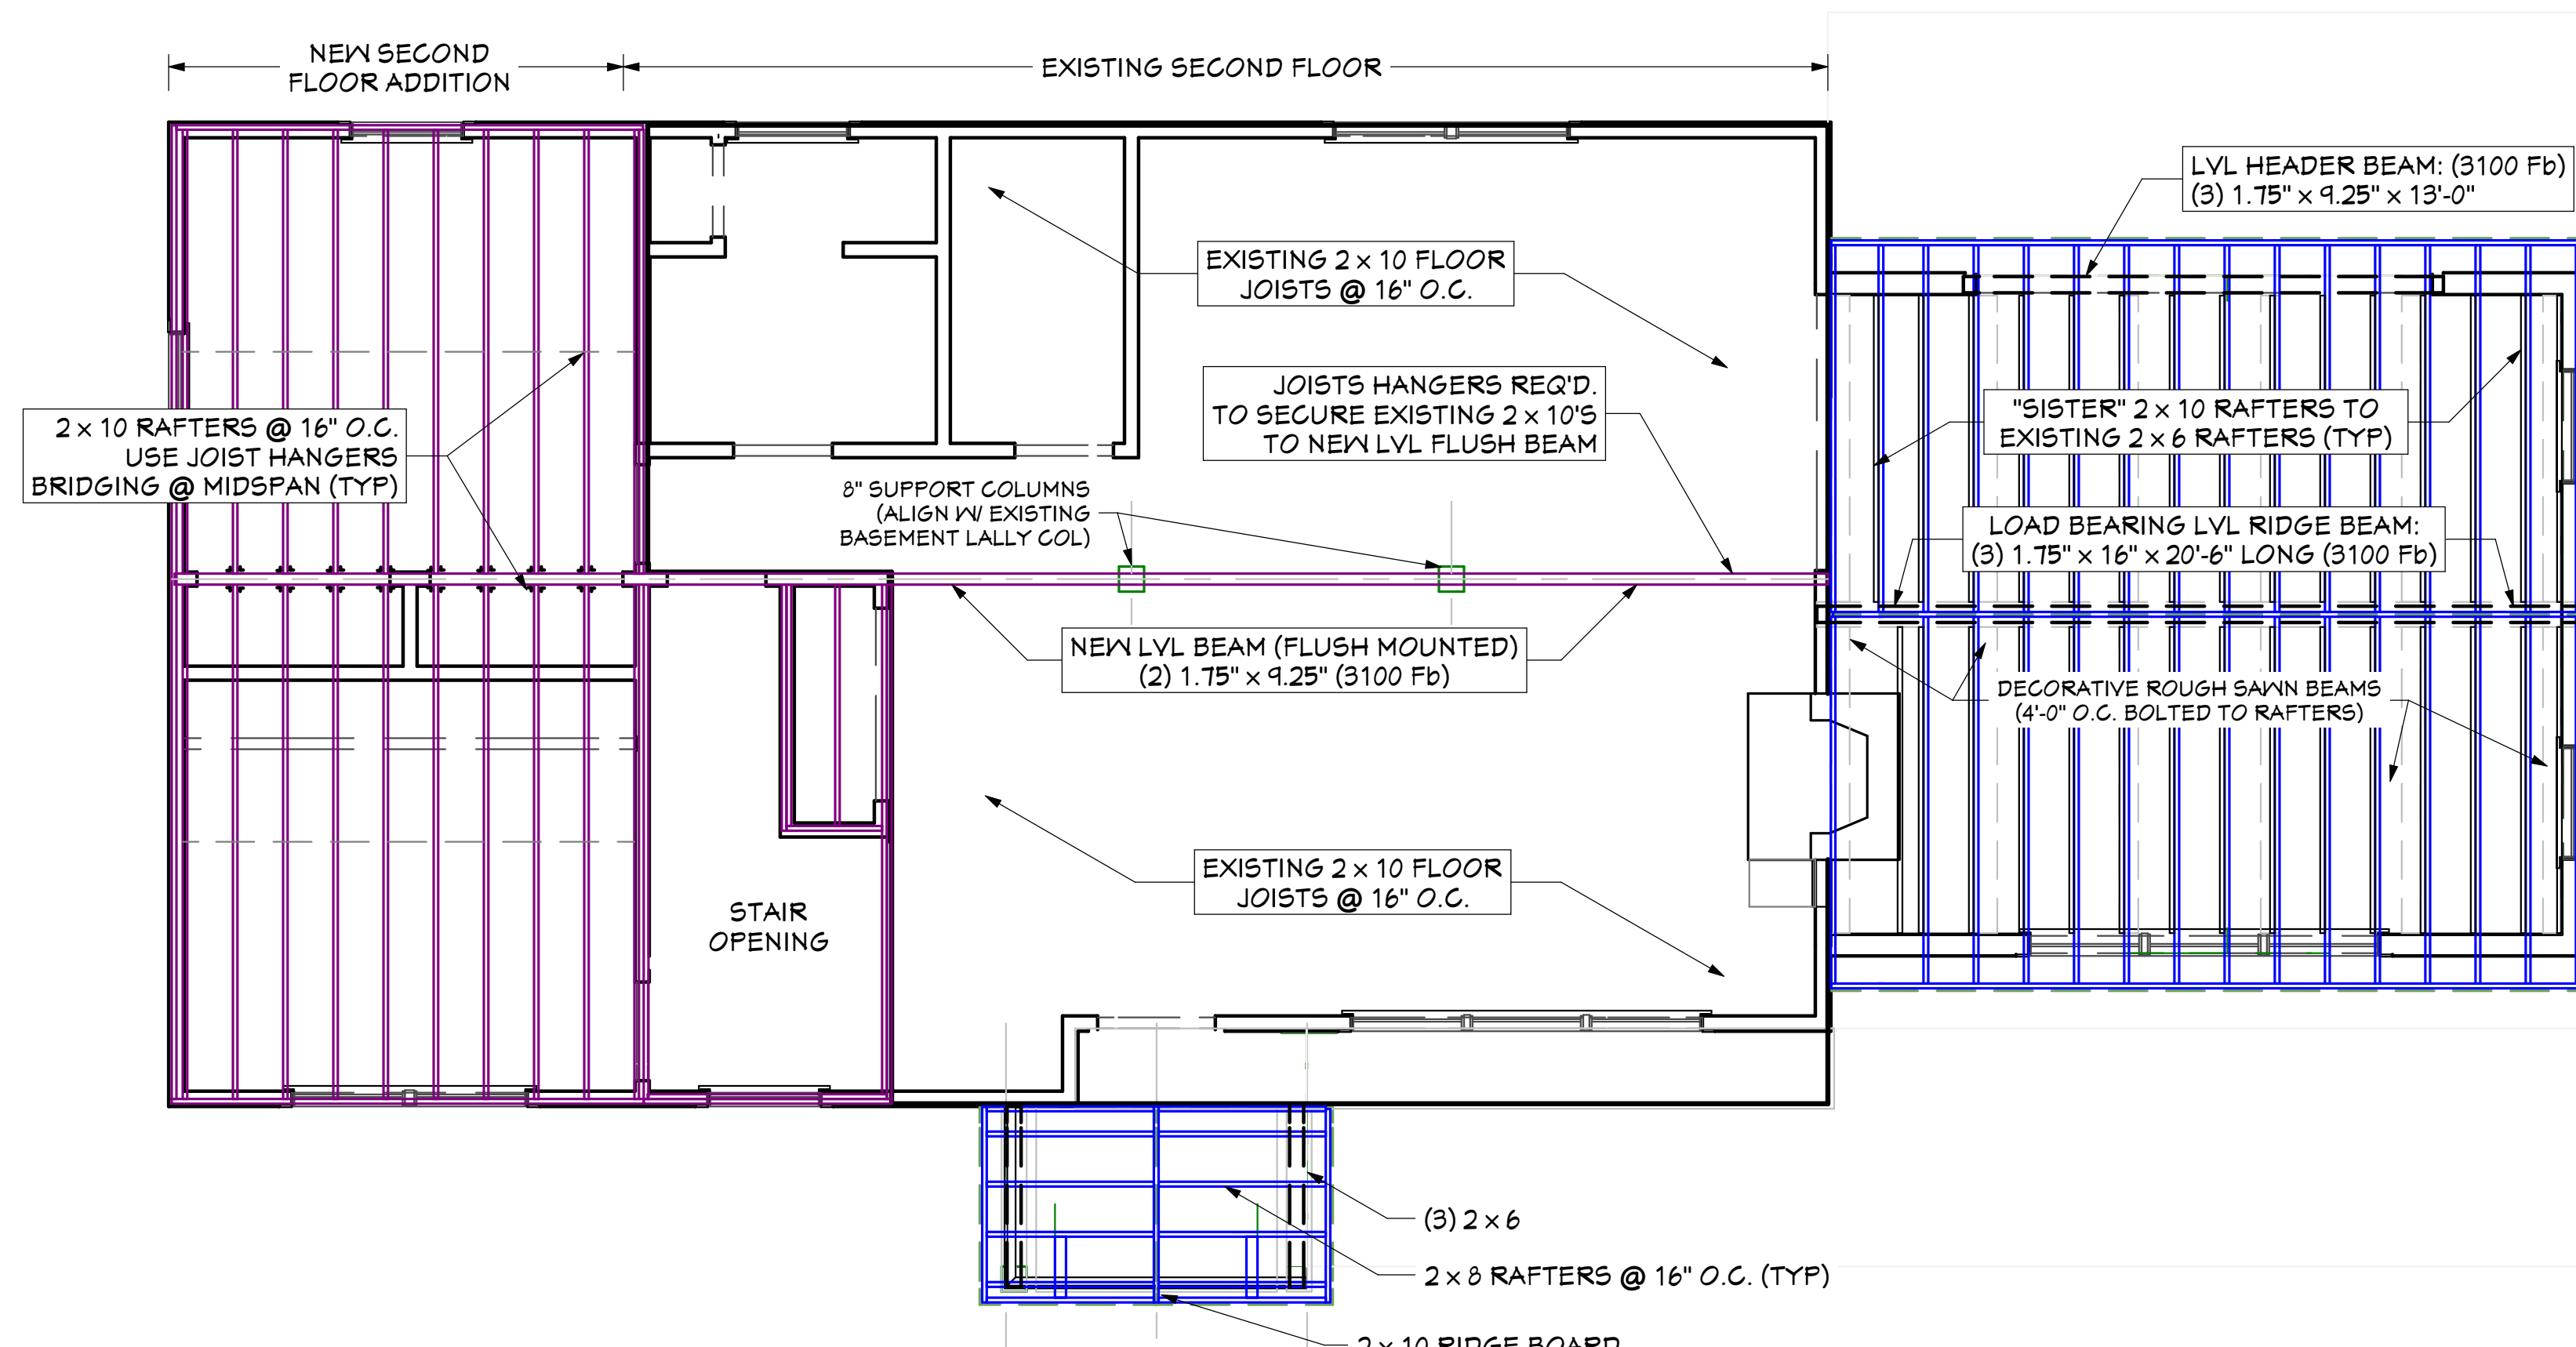 NEW SECOND
FLOOR ADDITION
EXISTING SECOND FLOOR
LVL HEADER BEAM: (3100 Fb)
(3) 1.75" x 9.25" x 13'-0"
EXISTING 2 x 10 FLOOR
JOISTS @ 16" O.C.
JOISTS HANGERS REQ'D.
TO SECURE EXISTING 2 x 10'S
TO NEW LVL FLUSH BEAM
"SISTER" 2 x 10 RAFTERS TO
EXISTING 2 x 6 RAFTERS (TYP)
2 x 10 RAFTERS @ 16" O.C.
USE JOIST HANGERS
BRIDGING @ MIDSPAN (TYP)
8" SUPPORT COLUMNS
(ALIGN W/ EXISTING
BASEMENT LALLY COL)
LOAD BEARING LVL RIDGE BEAM:
(3) 1.75" x 16" x 20'-6" LONG (3100 Fb)
NEW LVL BEAM (FLUSH MOUNTED)
(2) 1.75" x 9.25" (3100 Fb)
DECORATIVE ROUGH SAWN BEAMS
(4'-0" O.C. BOLTED TO RAFTERS)
EXISTING 2 x 10 FLOOR
JOISTS @ 16" O.C.
STAIR
OPENING
(3) 2 x 6
2 x 8 RAFTERS @ 16" O.C. (TYP)
2 x 10 RIDGE BOARD